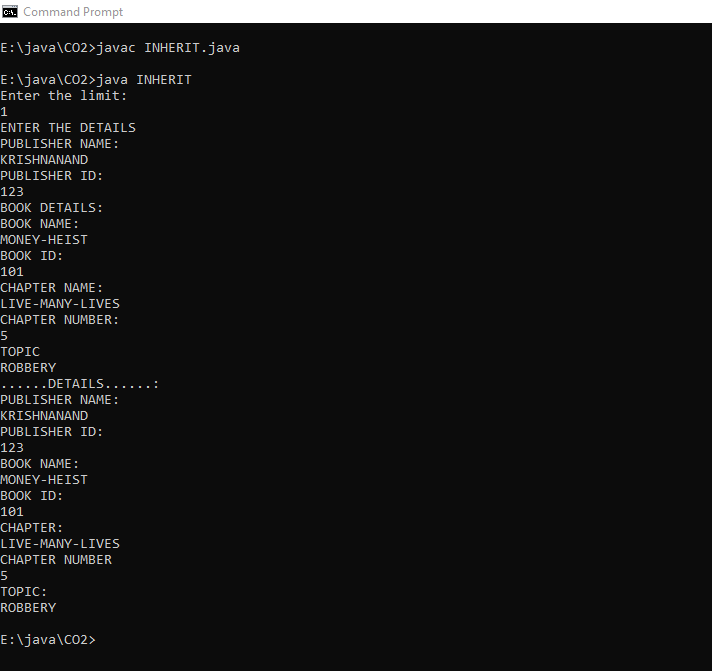 Command Prompt
E:\java\CO2>javac INHERIT.java
E:\java\CO2>java INHERIT
Enter the limit:
1
ENTER THE DETAILS
PUBLISHER NAME:
KRISHNANAND
PUBLISHER ID:
123
BOOK DETAILS:
BOOK NAME:
MONEY-HEIST
BOOK ID:
101
CHAPTER NAME:
LIVE-MANY-LIVES
CHAPTER NUMBER:
5
TOPIC
ROBBERY
......DETAILS......:
PUBLISHER NAME:
KRISHNANAND
PUBLISHER ID:
123
BOOK NAME:
MONEY-HEIST
BOOK ID:
101
CHAPTER:
LIVE-MANY-LIVES
CHAPTER NUMBER
5
TOPIC:
ROBBERY
E:\java\CO2>